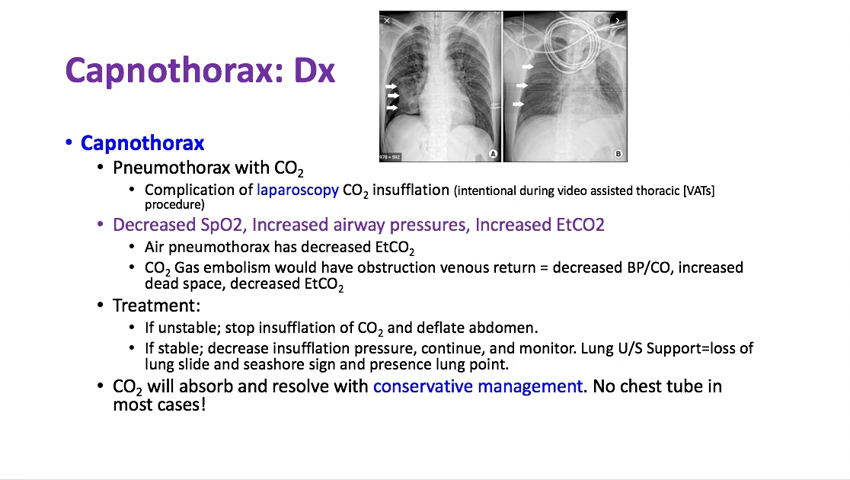 Capnothorax: Dx
• Capnothorax
• Pneumothorax with CO₂
• Complication of laparoscopy CO₂ insufflation (intentional during video assisted thoracic [VATs]
procedure)
• Decreased SpO2, Increased airway pressures, Increased EtCO2
• Air pneumothorax has decreased EtCO₂
• CO₂ Gas embolism would have obstruction venous return = decreased BP/CO, increased
dead space, decreased EtCO₂
• Treatment:
• If unstable; stop insufflation of CO₂ and deflate abdomen.
• If stable; decrease insufflation pressure, continue, and monitor. Lung U/S Support=loss of
lung slide and seashore sign and presence lung point.
• CO₂ will absorb and resolve with conservative management. No chest tube in
most cases!
A
B